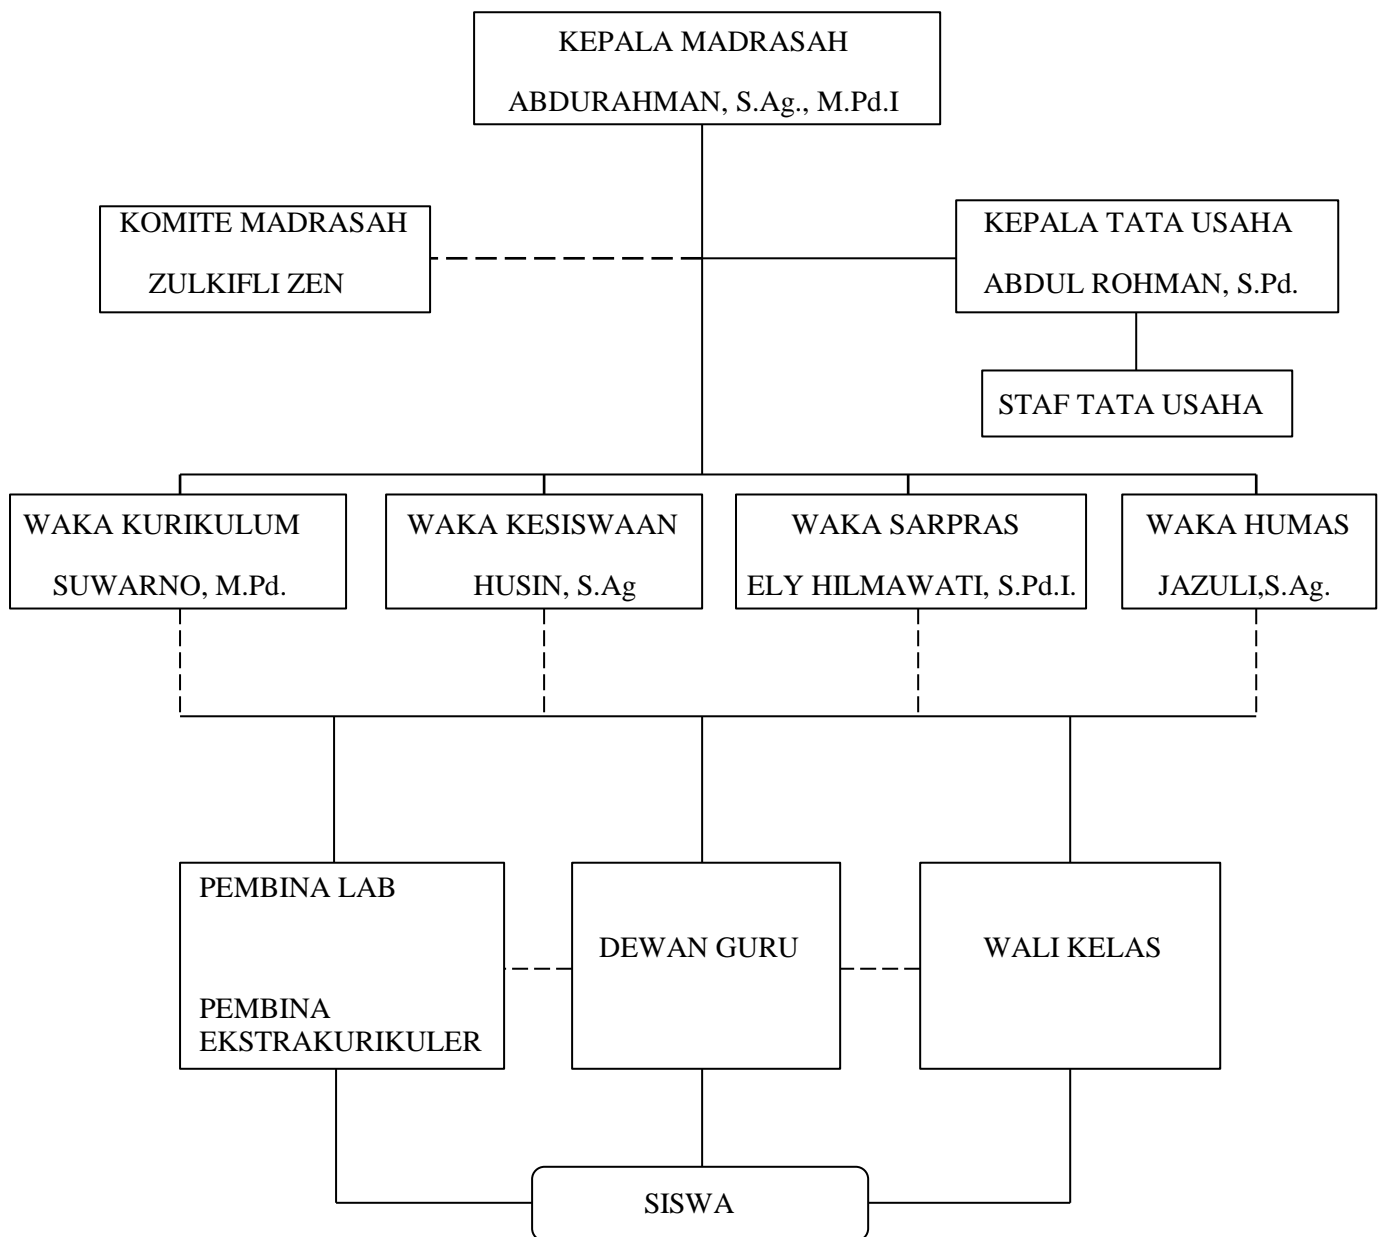 KEPALA MADRASAH
ABDURAHMAN, S.Ag., M.Pd.I
KOMITE MADRASAH
ZULKIFLI ZEN
KEPALA TATA USAHA
ABDUL ROHMAN, S.Pd.
STAF TATA USAHA
WAKA KURIKULUM
SUWARNO, M.Pd.
WAKA KESISWAAN
HUSIN, S.Ag
WAKA SARPRAS
ELY HILMAWATI, S.Pd.I.
WAKA HUMAS
JAZULI,S.Ag.
PEMBINA LAB
PEMBINA
EKSTRAKURIKULER
DEWAN GURU
WALI KELAS
SISWA